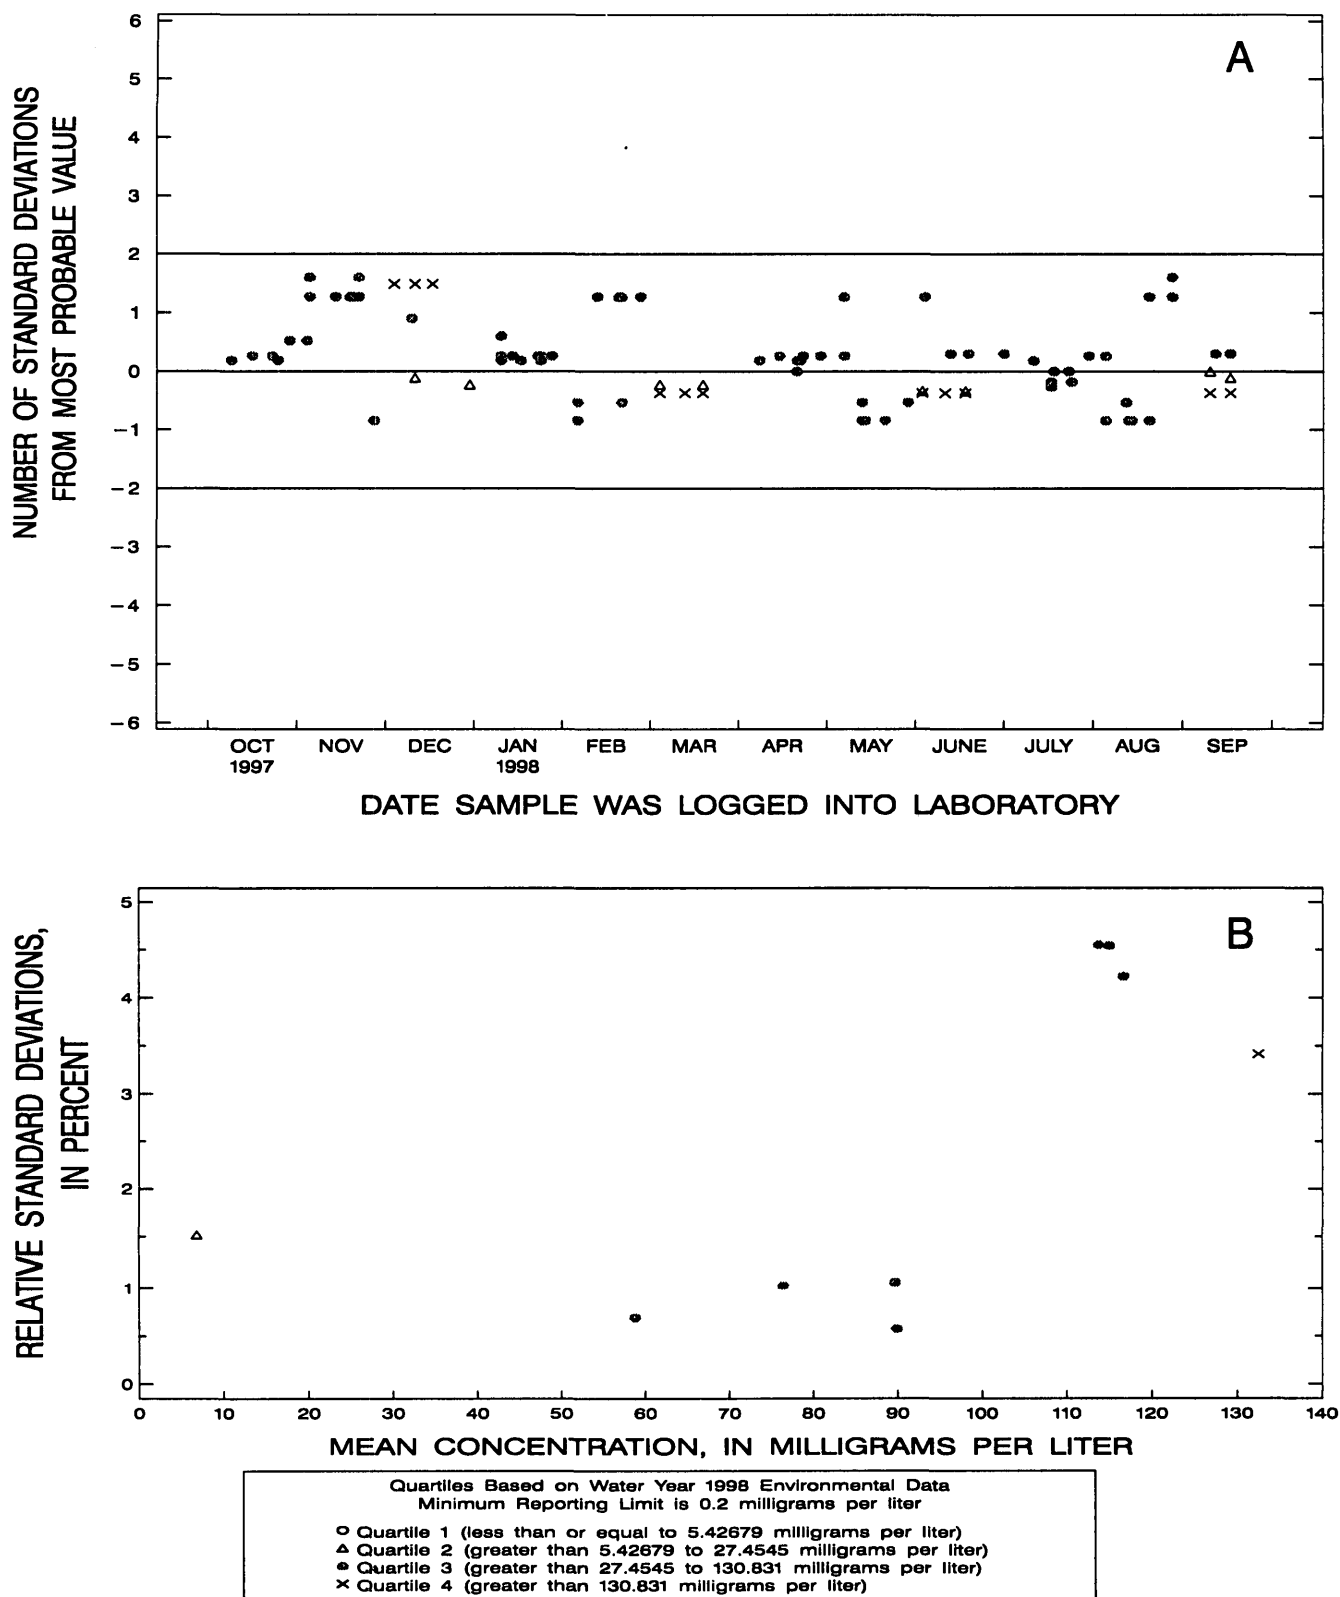 A
NUMBER OF STANDARD DEVIATIONS
FROM MOST PROBABLE VALUE
6
5
4
3
2
1
0
−1
−2
−3
−4
−5
−6
OCT NOV DEC JAN FEB MAR APR MAY JUNE JULY AUG SEP
1997 1998
DATE SAMPLE WAS LOGGED INTO LABORATORY
B
RELATIVE STANDARD DEVIATIONS,
IN PERCENT
5
4
3
2
1
0
0 10 20 30 40 50 60 70 80 90 100 110 120 130 140
MEAN CONCENTRATION, IN MILLIGRAMS PER LITER
Quartiles Based on Water Year 1998 Environmental Data
Minimum Reporting Limit is 0.2 milligrams per liter
Quartile 1 (less than or equal to 5.42679 milligrams per liter)
Quartile 2 (greater than 5.42679 to 27.4545 milligrams per liter)
Quartile 3 (greater than 27.4545 to 130.831 milligrams per liter)
Quartile 4 (greater than 130.831 milligrams per liter)